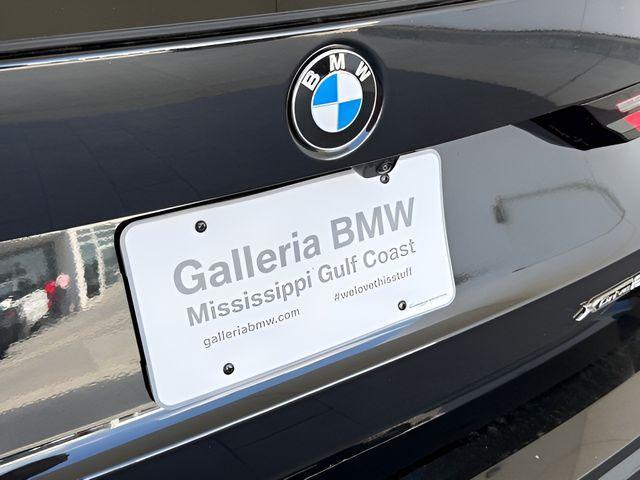 BMW
Galleria BMW
Mississippi Gulf Coast
galleriabmw.com
#welovethisstuff